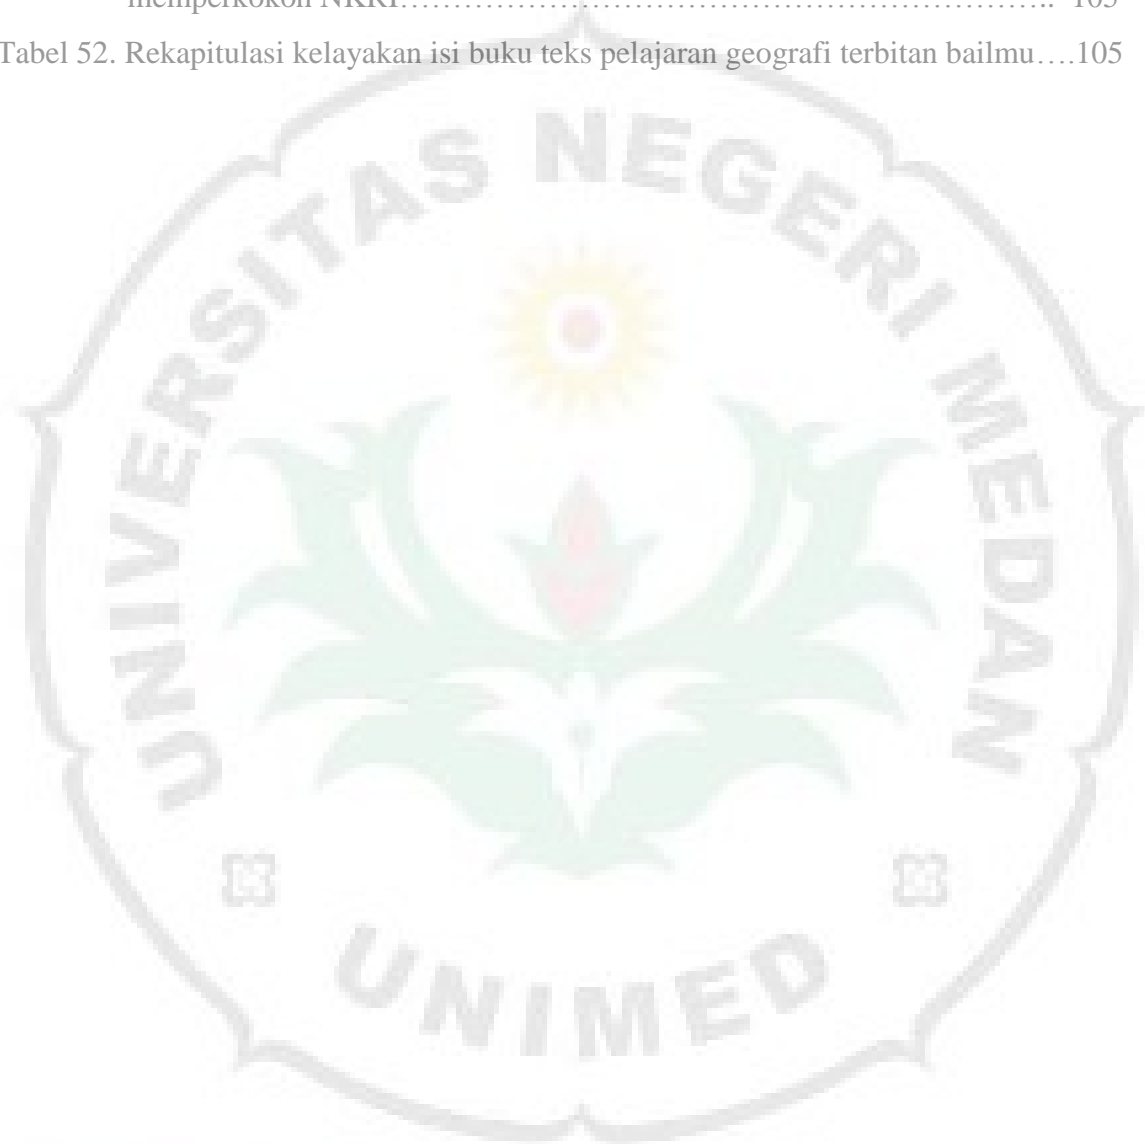 memperkokoh NKRI……………………………………………………….. 105
Tabel 52. Rekapitulasi kelayakan isi buku teks pelajaran geografi terbitan bailmu….105
UNIVERSITAS NEGERI MEDAN
UNIMED